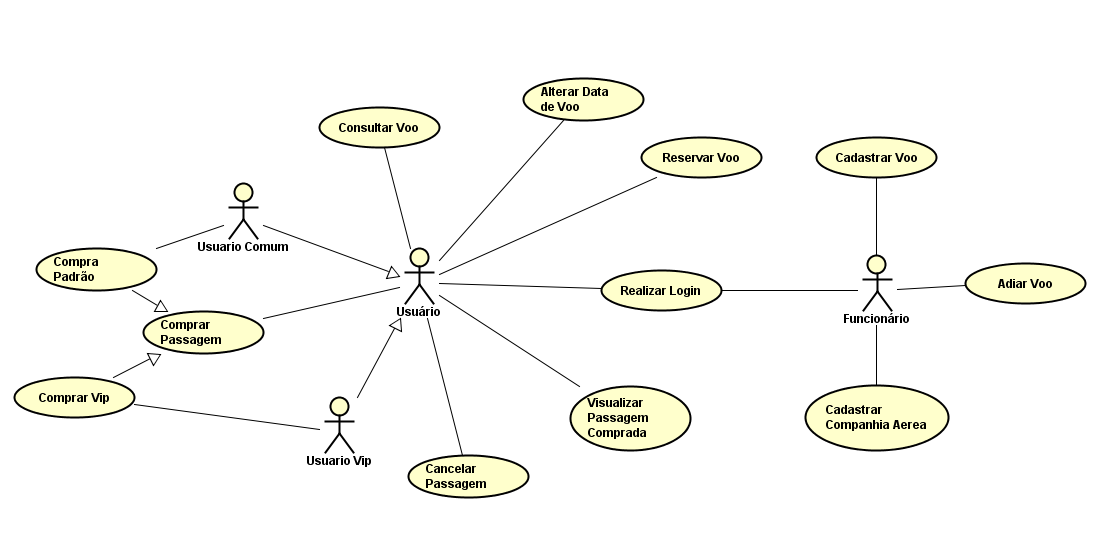 Alterar Data
de Voo
Consultar Voo
Reservar Voo
Cadastrar Voo
Usuario Comum
Compra
Padrão
Realizar Login
Adiar Voo
Usuário
Funcionário
Comprar
Passagem
Comprar Vip
Visualizar
Passagem
Comprada
Cadastrar
Companhia Aerea
Usuario Vip
Cancelar
Passagem